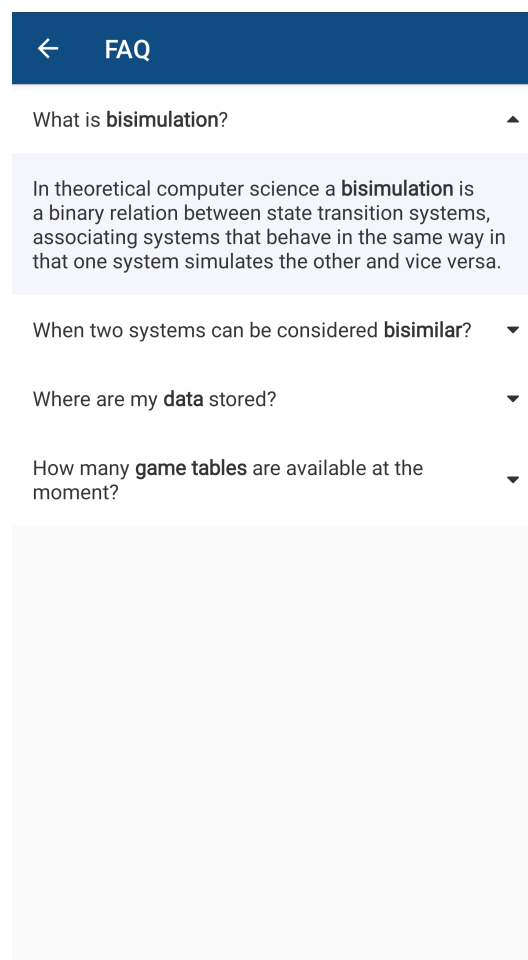 FAQ
What is bisimulation?
In theoretical computer science a bisimulation is
a binary relation between state transition systems,
associating systems that behave in the same way in
that one system simulates the other and vice versa.
When two systems can be considered bisimilar?
Where are my data stored?
How many game tables are available at the
moment?